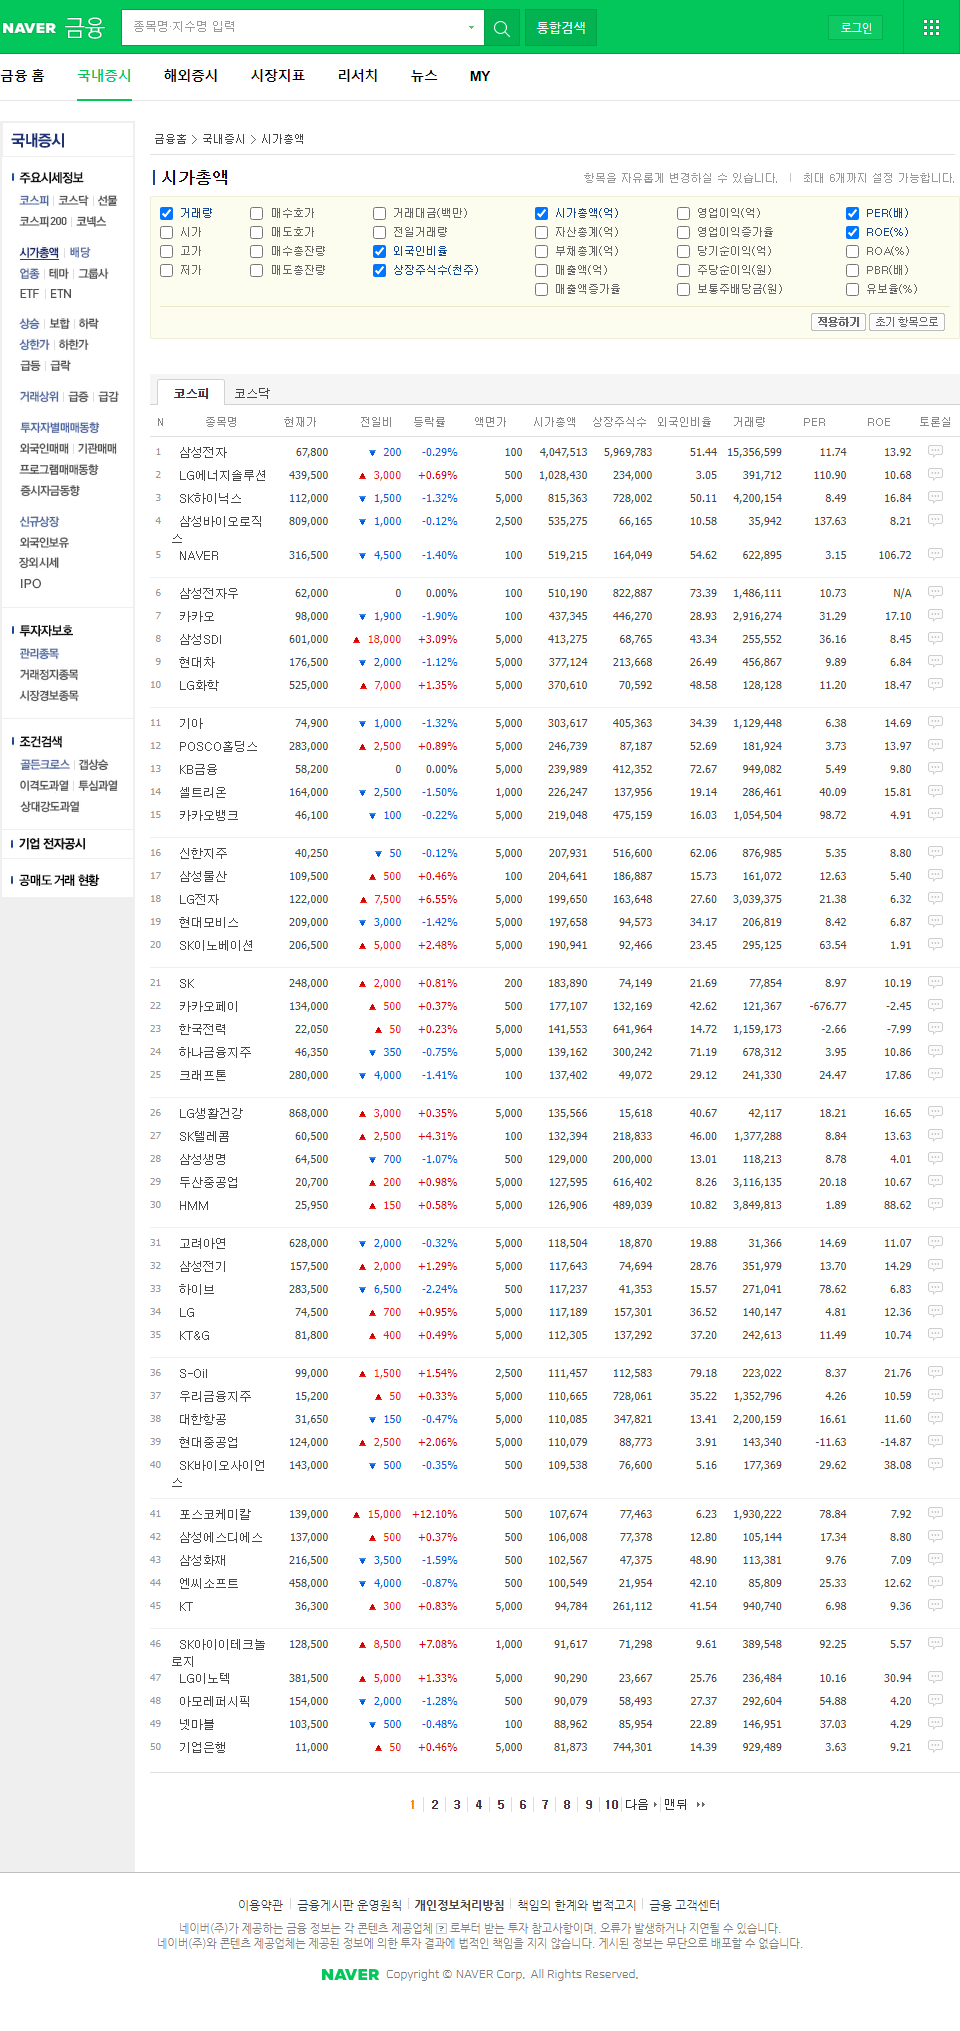 NAVER 금융 종목명·지수명 입력 통합검색 로그인
금융 홈 국내증시 해외증시 시장지표 리서치 뉴스 MY
국내증시
주요시세정보
코스피 코스닥 선물
코스피200 코넥스
시가총액 배당
업종 테마 그룹사
ETF ETN
상승 보합 하락
상한가 하한가
급등 급락
거래상위 급증 급감
투자자별매매동향
외국인매매 기관매매
프로그램매매동향
증시자금동향
신규상장
외국인보유
장외시세
IPO
투자자보호
관리종목
거래정지종목
시장경보종목
조건검색
골든크로스 갭상승
이격도과열 투심과열
상대강도과열
기업 전자공시
공매도 거래 현황
금융홈 > 국내증시 > 시가총액
시가총액 항목을 자유롭게 변경하실 수 있습니다. 최대 6개까지 설정 가능합니다.
거래량 매수호가 거래대금(백만) 시가총액(억) 영업이익(억) PER(배)
시가 매도호가 전일거래량 자산총계(억) 영업이익증가율 ROE(%)
고가 매수총잔량 외국인비율 부채총계(억) 당기순이익(억) ROA(%)
저가 매도총잔량 상장주식수(천주) 매출액(억) 주당순이익(원) PBR(배)
매출액증가율 보통주배당금(원) 유보율(%)
적용하기 초기 항목으로
코스피 코스닥
N 종목명 현재가 전일비 등락률 액면가 시가총액 상장주식수 외국인비율 거래량 PER ROE 토론실
1 삼성전자 67,800 ▼ 200 -0.29% 100 4,047,513 5,969,783 51.44 15,356,599 11.74 13.92
2 LG에너지솔루션 439,500 ▲ 3,000 +0.69% 500 1,028,430 234,000 3.05 391,712 110.90 10.68
3 SK하이닉스 112,000 ▼ 1,500 -1.32% 5,000 815,363 728,002 50.11 4,200,154 8.49 16.84
4 삼성바이오로직스 809,000 ▼ 1,000 -0.12% 2,500 535,275 66,165 10.58 35,942 137.63 8.21
5 NAVER 316,500 ▼ 4,500 -1.40% 100 519,215 164,049 54.62 622,895 3.15 106.72
6 삼성전자우 62,000 0 0.00% 100 510,190 822,887 73.39 1,486,111 10.73 N/A
7 카카오 98,000 ▼ 1,900 -1.90% 100 437,345 446,270 28.93 2,916,274 31.29 17.10
8 삼성SDI 601,000 ▲ 18,000 +3.09% 5,000 413,275 68,765 43.34 255,552 36.16 8.45
9 현대차 176,500 ▼ 2,000 -1.12% 5,000 377,124 213,668 26.49 456,867 9.89 6.84
10 LG화학 525,000 ▲ 7,000 +1.35% 5,000 370,610 70,592 48.58 128,128 11.20 18.47
11 기아 74,900 ▼ 1,000 -1.32% 5,000 303,617 405,363 34.39 1,129,448 6.38 14.69
12 POSCO홀딩스 283,000 ▲ 2,500 +0.89% 5,000 246,739 87,187 52.69 181,924 3.73 13.97
13 KB금융 58,200 0 0.00% 5,000 239,989 412,352 72.67 949,082 5.49 9.80
14 셀트리온 164,000 ▼ 2,500 -1.50% 1,000 226,247 137,956 19.14 286,461 40.09 15.81
15 카카오뱅크 46,100 ▼ 100 -0.22% 5,000 219,048 475,159 16.03 1,054,504 98.72 4.91
16 신한지주 40,250 ▼ 50 -0.12% 5,000 207,931 516,600 62.06 876,985 5.35 8.80
17 삼성물산 109,500 ▲ 500 +0.46% 100 204,641 186,887 15.73 161,072 12.63 5.40
18 LG전자 122,000 ▲ 7,500 +6.55% 5,000 199,650 163,648 27.60 3,039,375 21.38 6.32
19 현대모비스 209,000 ▼ 3,000 -1.42% 5,000 197,658 94,573 34.17 206,819 8.42 6.87
20 SK이노베이션 206,500 ▲ 5,000 +2.48% 5,000 190,941 92,466 23.45 295,125 63.54 1.91
21 SK 248,000 ▲ 2,000 +0.81% 200 183,890 74,149 21.69 77,854 8.97 10.19
22 카카오페이 134,000 ▲ 500 +0.37% 500 177,107 132,169 42.62 121,367 -676.77 -2.45
23 한국전력 22,050 ▲ 50 +0.23% 5,000 141,553 641,964 14.72 1,159,173 -2.66 -7.99
24 하나금융지주 46,350 ▼ 350 -0.75% 5,000 139,162 300,242 71.19 678,312 3.95 10.86
25 크래프톤 280,000 ▼ 4,000 -1.41% 100 137,402 49,072 29.12 241,330 24.47 17.86
26 LG생활건강 868,000 ▲ 3,000 +0.35% 5,000 135,566 15,618 40.67 42,117 18.21 16.65
27 SK텔레콤 60,500 ▲ 2,500 +4.31% 100 132,394 218,833 46.00 1,377,288 8.84 13.63
28 삼성생명 64,500 ▼ 700 -1.07% 500 129,000 200,000 13.01 118,213 8.78 4.01
29 두산중공업 20,700 ▲ 200 +0.98% 5,000 127,595 616,402 8.26 3,116,135 20.18 10.67
30 HMM 25,950 ▲ 150 +0.58% 5,000 126,906 489,039 10.82 3,849,813 1.89 88.62
31 고려아연 628,000 ▼ 2,000 -0.32% 5,000 118,504 18,870 19.88 31,366 14.69 11.07
32 삼성전기 157,500 ▲ 2,000 +1.29% 5,000 117,643 74,694 28.76 351,979 13.70 14.29
33 하이브 283,500 ▼ 6,500 -2.24% 500 117,237 41,353 15.57 271,041 78.62 6.83
34 LG 74,500 ▲ 700 +0.95% 5,000 117,189 157,301 36.52 140,147 4.81 12.36
35 KT&G 81,800 ▲ 400 +0.49% 5,000 112,305 137,292 37.20 242,613 11.49 10.74
36 S-Oil 99,000 ▲ 1,500 +1.54% 2,500 111,457 112,583 79.18 223,022 8.37 21.76
37 우리금융지주 15,200 ▲ 50 +0.33% 5,000 110,665 728,061 35.22 1,352,796 4.26 10.59
38 대한항공 31,650 ▼ 150 -0.47% 5,000 110,085 347,821 13.41 2,200,159 16.61 11.60
39 현대중공업 124,000 ▲ 2,500 +2.06% 5,000 110,079 88,773 3.91 143,340 -11.63 -14.87
40 SK바이오사이언스 143,000 ▼ 500 -0.35% 500 109,538 76,600 5.16 177,369 29.62 38.08
41 포스코케미칼 139,000 ▲ 15,000 +12.10% 500 107,674 77,463 6.23 1,930,222 78.84 7.92
42 삼성에스디에스 137,000 ▲ 500 +0.37% 500 106,008 77,378 12.80 105,144 17.34 8.80
43 삼성화재 216,500 ▼ 3,500 -1.59% 500 102,567 47,375 48.90 113,381 9.76 7.09
44 엔씨소프트 458,000 ▼ 4,000 -0.87% 500 100,549 21,954 42.10 85,809 25.33 12.62
45 KT 36,300 ▲ 300 +0.83% 5,000 94,784 261,112 41.54 940,740 6.98 9.36
46 SK아이이테크놀로지 128,500 ▲ 8,500 +7.08% 1,000 91,617 71,298 9.61 389,548 92.25 5.57
47 LG이노텍 381,500 ▲ 5,000 +1.33% 5,000 90,290 23,667 25.76 236,484 10.16 30.94
48 아모레퍼시픽 154,000 ▼ 2,000 -1.28% 500 90,079 58,493 27.37 292,604 54.88 4.20
49 넷마블 103,500 ▼ 500 -0.48% 100 88,962 85,954 22.89 146,951 37.03 4.29
50 기업은행 11,000 ▲ 50 +0.46% 5,000 81,873 744,301 14.39 929,489 3.63 9.21
1 2 3 4 5 6 7 8 9 10 다음 맨뒤
이용약관 금융게시판 운영원칙 개인정보처리방침 책임의 한계와 법적고지 금융 고객센터
네이버(주)가 제공하는 금융 정보는 각 콘텐츠 제공업체 ? 로부터 받는 투자 참고사항이며, 오류가 발생하거나 지연될 수 있습니다.
네이버(주)와 콘텐츠 제공업체는 제공된 정보에 의한 투자 결과에 법적인 책임을 지지 않습니다. 게시된 정보는 무단으로 배포할 수 없습니다.
NAVER Copyright © NAVER Corp. All Rights Reserved.